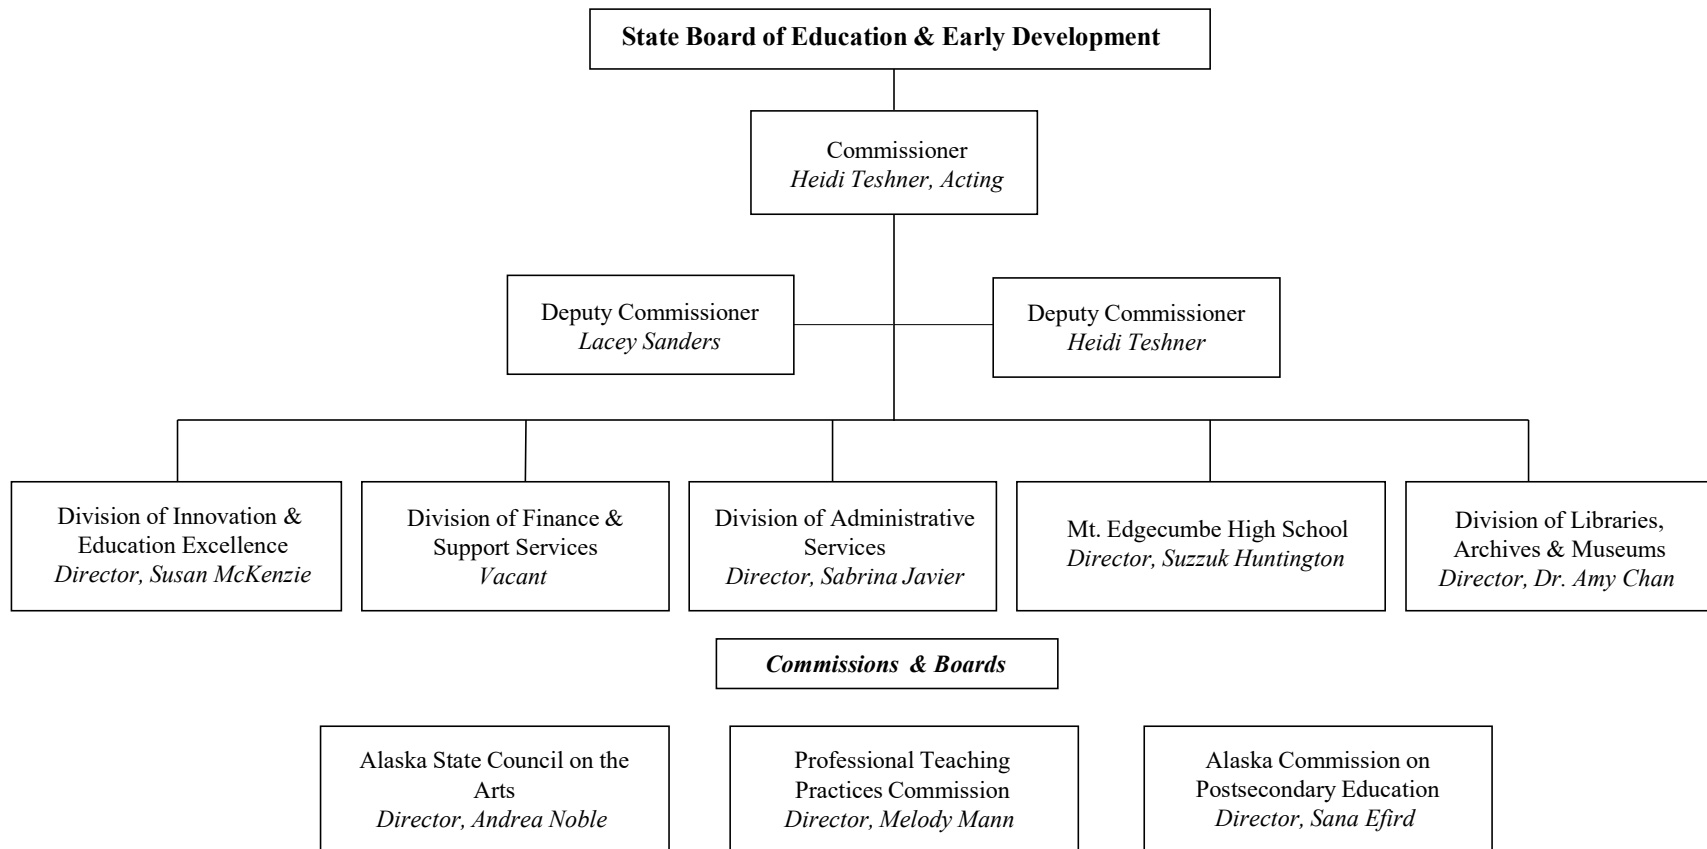 State Board of Education & Early Development
Commissioner
Heidi Teshner, Acting
Deputy Commissioner
Lacey Sanders
Deputy Commissioner
Heidi Teshner
Division of Innovation &
Education Excellence
Director, Susan McKenzie
Division of Finance &
Support Services
Vacant
Division of Administrative
Services
Director, Sabrina Javier
Mt. Edgecumbe High School
Director, Suzzuk Huntington
Division of Libraries,
Archives & Museums
Director, Dr. Amy Chan
Commissions & Boards
Alaska State Council on the
Arts
Director, Andrea Noble
Professional Teaching
Practices Commission
Director, Melody Mann
Alaska Commission on
Postsecondary Education
Director, Sana Efird